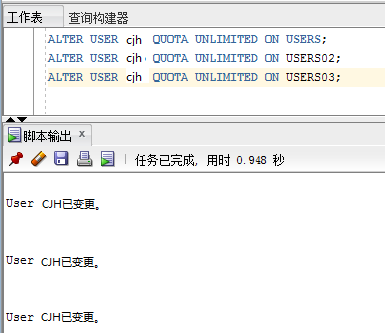 工作表 查询构建器
ALTER USER cjh QUOTA UNLIMITED ON USERS;
ALTER USER cjh QUOTA UNLIMITED ON USERS02;
ALTER USER cjh QUOTA UNLIMITED ON USERS03;
脚本输出 x
任务已完成, 用时 0.948 秒
User CJH已变更。
User CJH已变更。
User CJH已变更。